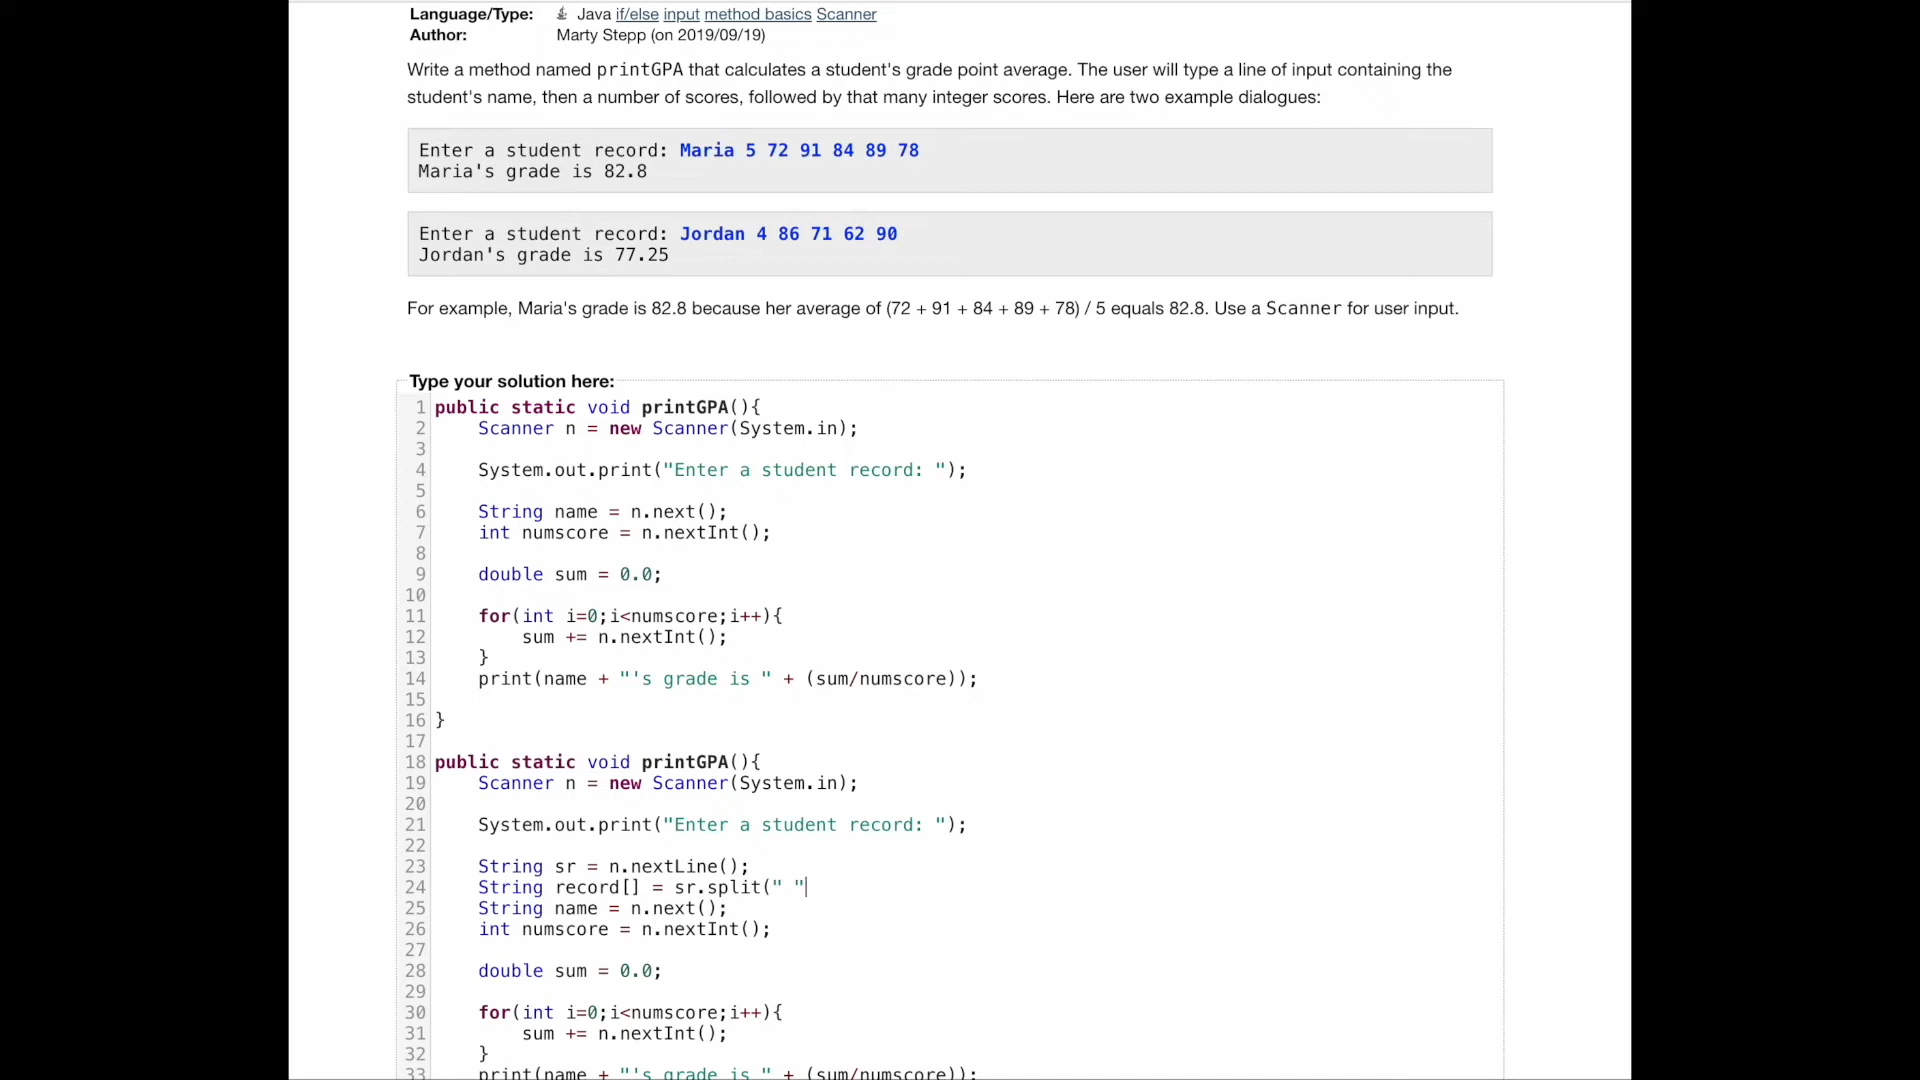 Language/Type: Java if/else input method basics Scanner
Author: Marty Stepp (on 2019/09/19)
Write a method named printGPA that calculates a student's grade point average. The user will type a line of input containing the
student's name, then a number of scores, followed by that many integer scores. Here are two example dialogues:
Enter a student record: Maria 5 72 91 84 89 78
Maria's grade is 82.8
Enter a student record: Jordan 4 86 71 62 90
Jordan's grade is 77.25
For example, Maria's grade is 82.8 because her average of (72 + 91 + 84 + 89 + 78) / 5 equals 82.8. Use a Scanner for user input.
Type your solution here:
1 public static void printGPA(){
2     Scanner n = new Scanner(System.in);
3
4     System.out.print("Enter a student record: ");
5
6     String name = n.next();
7     int numscore = n.nextInt();
8
9     double sum = 0.0;
10
11     for(int i=0;i<numscore;i++){
12         sum += n.nextInt();
13     }
14     print(name + "'s grade is " + (sum/numscore));
15
16 }
17
18 public static void printGPA(){
19     Scanner n = new Scanner(System.in);
20
21     System.out.print("Enter a student record: ");
22
23     String sr = n.nextLine();
24     String record[] = sr.split(" "
25     String name = n.next();
26     int numscore = n.nextInt();
27
28     double sum = 0.0;
29
30     for(int i=0;i<numscore;i++){
31         sum += n.nextInt();
32     }
33     print(name + "'s grade is " + (sum/numscore));